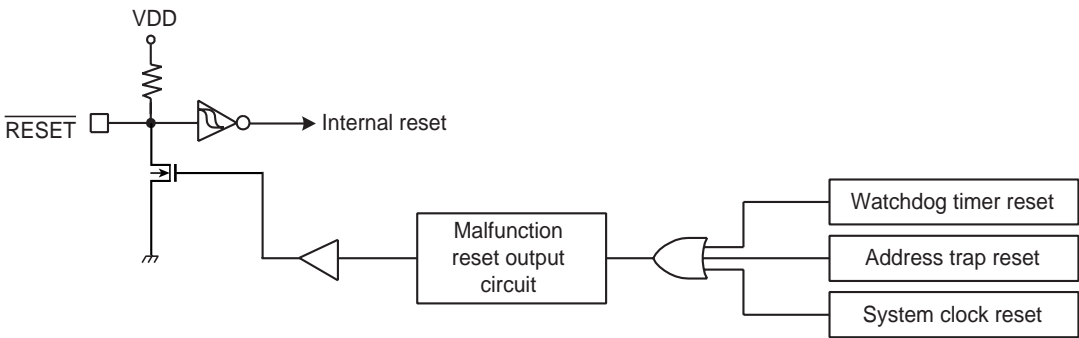 VDD
RESET
Internal reset
Malfunction
reset output
circuit
Watchdog timer reset
Address trap reset
System clock reset